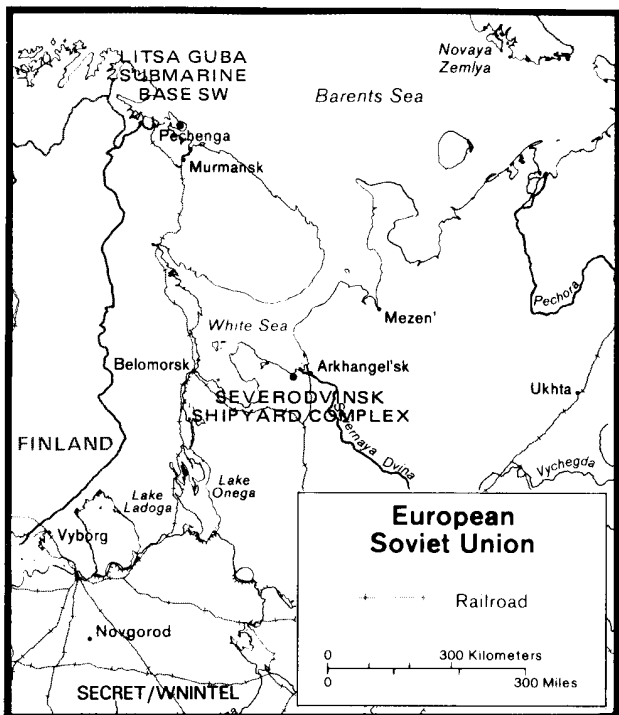 LITSA GUBA
SUBMARINE
BASE SW
Novaya
Zemlya
Barents Sea
Pechenga
Murmansk
Pechora
Mezen'
White Sea
Belomorsk
Arkhangel'sk
SEVERODVINSK
SHIPYARD COMPLEX
Ukhta
Severnaya Dvina
FINLAND
Vychegda
Lake
Onega
Lake
Ladoga
Vyborg
European
Soviet Union
Railroad
Novgorod
0 300 Kilometers
0 300 Miles
SECRET/WNINTEL